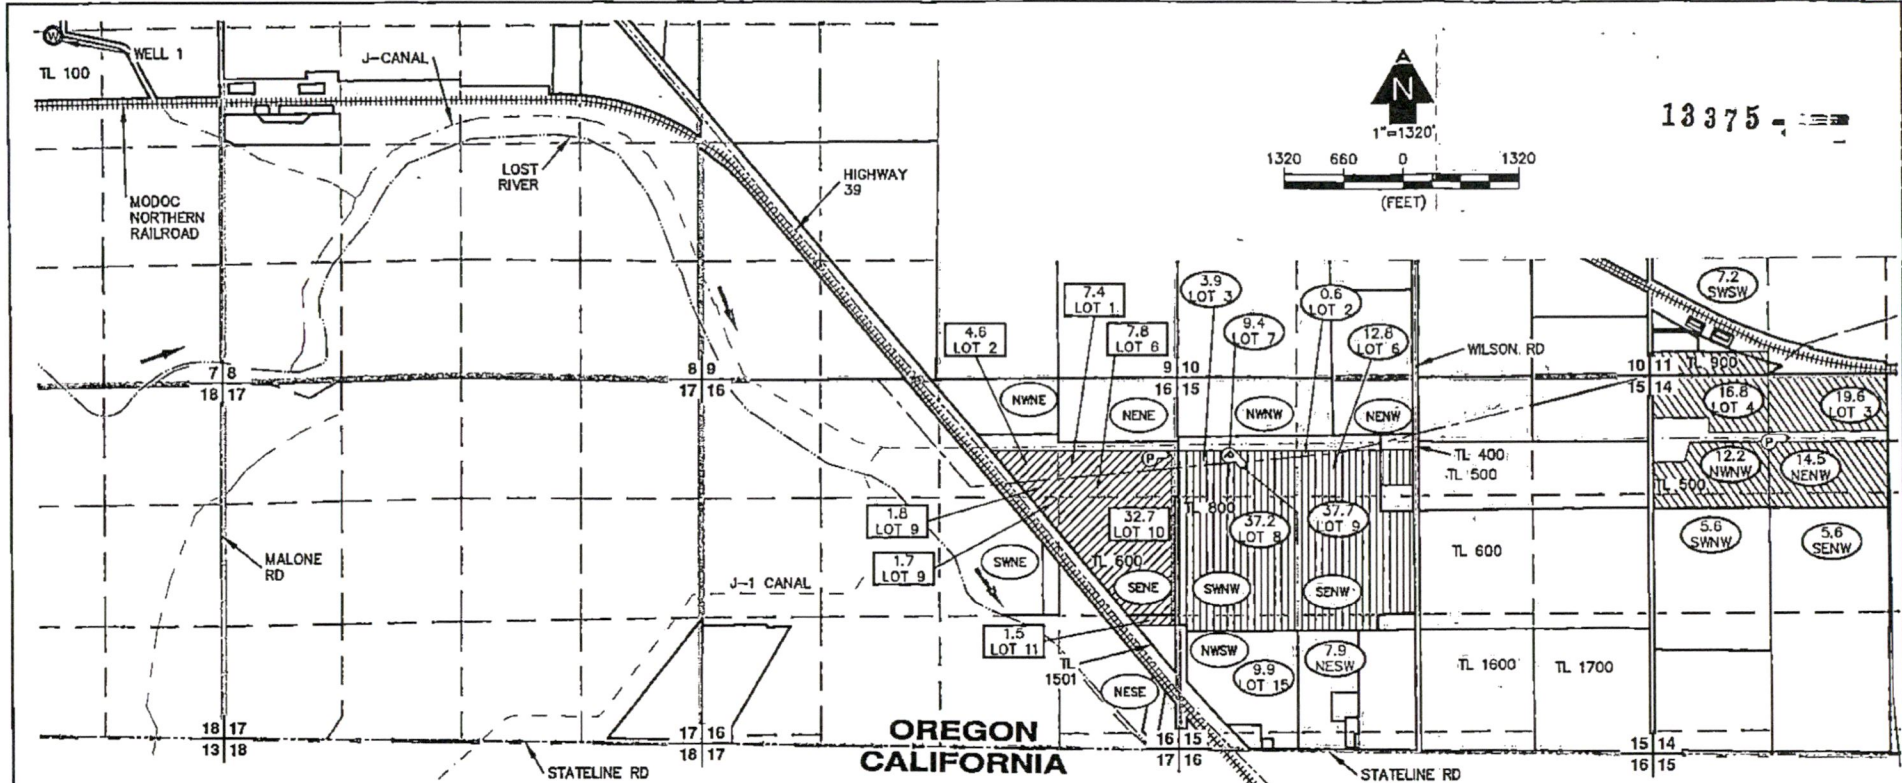 W
WELL 1
TL 100
J-CANAL
MODOC
NORTHERN
RAILROAD
LOST
RIVER
HIGHWAY
39
N
1"=1320'
1320 660 0 1320
(FEET)
13375
7.2
SWSW
7.4
LOT 1
3.9
LOT 3
0.6
LOT 2
4.6
LOT 2
7.8
LOT 6
9.4
LOT 7
12.8
LOT 6
WILSON RD
7 8
18 17
8 9
17 16
9 10
16 15
10 11
15 14
TL 900
NWNE
NENE
NWNW
NENW
16.8
LOT 4
19.6
LOT 3
P
P
TL 400
TL 500
12.2
NWNW
14.5
NENW
TL 500
1.8
LOT 9
32.7
LOT 10
TL 800
37.2
LOT 8
37.7
LOT 9
5.6
SWNW
5.6
SENW
MALONE
RD
1.7
LOT 9
SWNE
TL 600
TL 600
J-1 CANAL
SENE
SWNW
SENW
1.5
LOT 11
TL
1501
NWSW
9.9
LOT 15
7.9
NESW
TL 1600
TL 1700
NESE
18 17
13 18
17 16
18 17
16 15
17 16
15 14
16 15
OREGON
CALIFORNIA
STATELINE RD
STATELINE RD